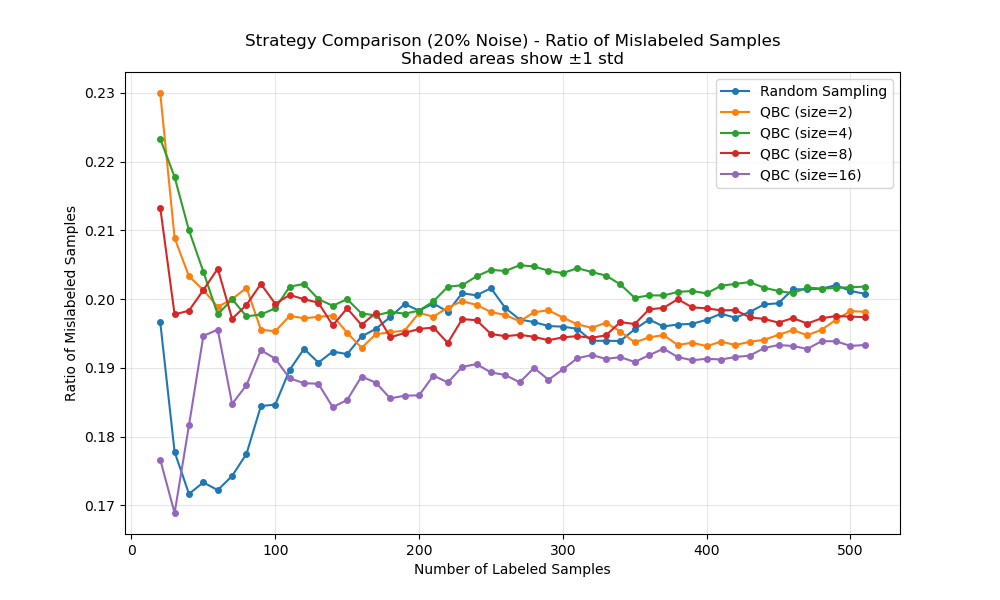 Strategy Comparison (20% Noise) - Ratio of Mislabeled Samples
Shaded areas show ±1 std
Random Sampling
QBC (size=2)
QBC (size=4)
QBC (size=8)
QBC (size=16)
Ratio of Mislabeled Samples
0.23
0.22
0.21
0.20
0.19
0.18
0.17
0
100
200
300
400
500
Number of Labeled Samples